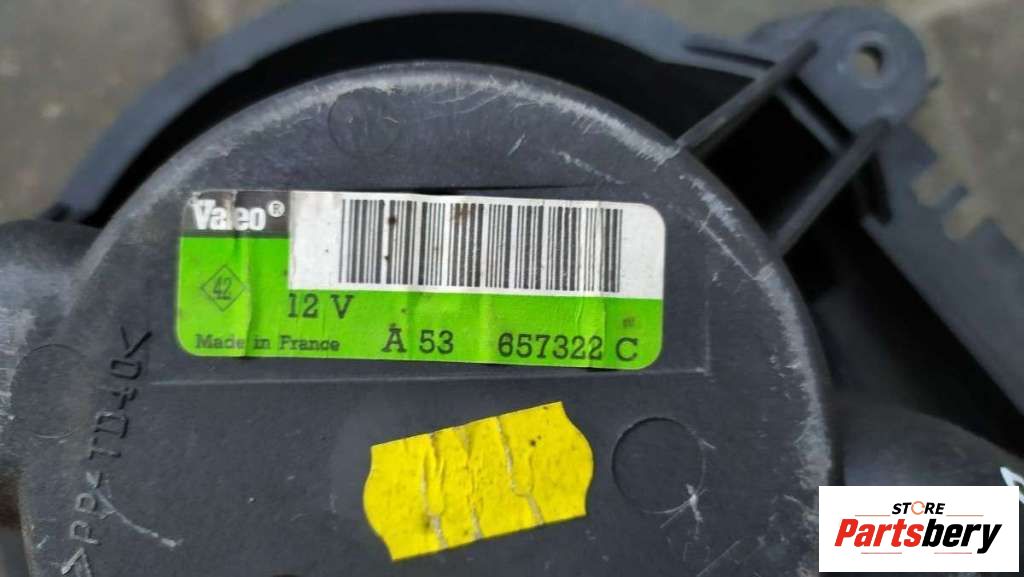 Valeo®
42
12 V
Made in France A 53 657322 C
>PP-TD40<
STORE
Partsbery